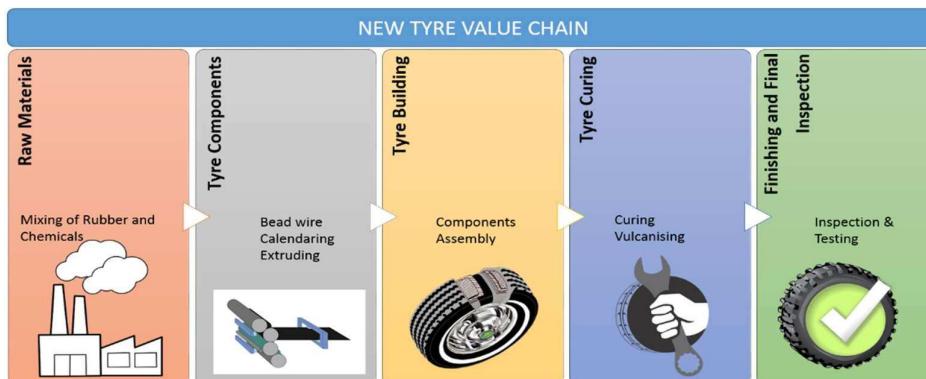 NEW TYRE VALUE CHAIN
Raw Materials
Mixing of Rubber and
Chemicals
Tyre Components
Bead wire
Calendaring
Extruding
Tyre Building
Components
Assembly
Tyre Curing
Curing
Vulcanising
Finishing and Final
Inspection
Inspection &
Testing